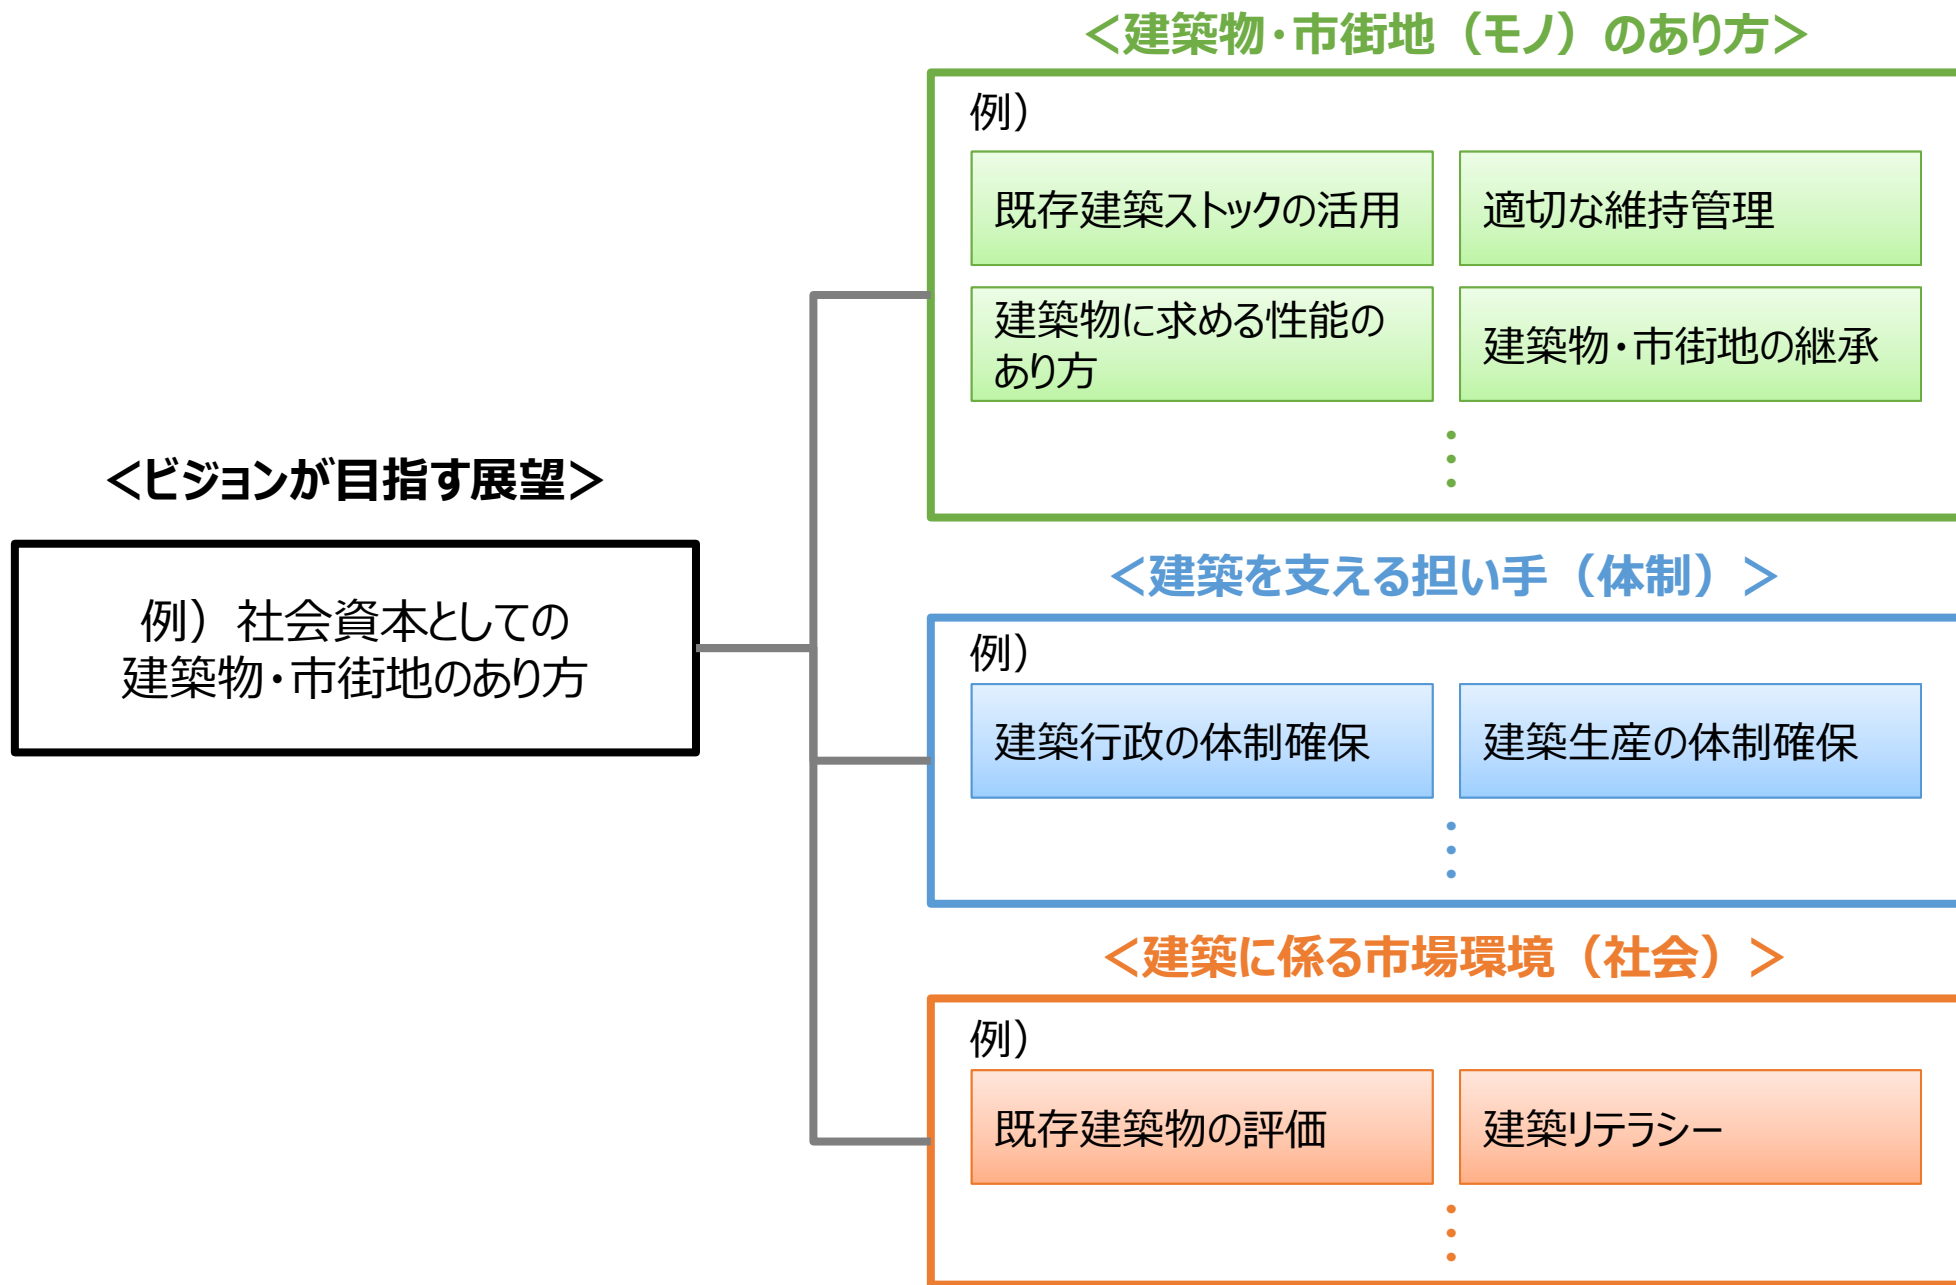 ＜建築物・市街地（モノ）のあり方＞
例）
既存建築ストックの活用
適切な維持管理
建築物に求める性能の
あり方
建築物・市街地の継承
＜ビジョンが目指す展望＞
例）社会資本としての
建築物・市街地のあり方
＜建築を支える担い手（体制）＞
例）
建築行政の体制確保
建築生産の体制確保
＜建築に係る市場環境（社会）＞
例）
既存建築物の評価
建築リテラシー